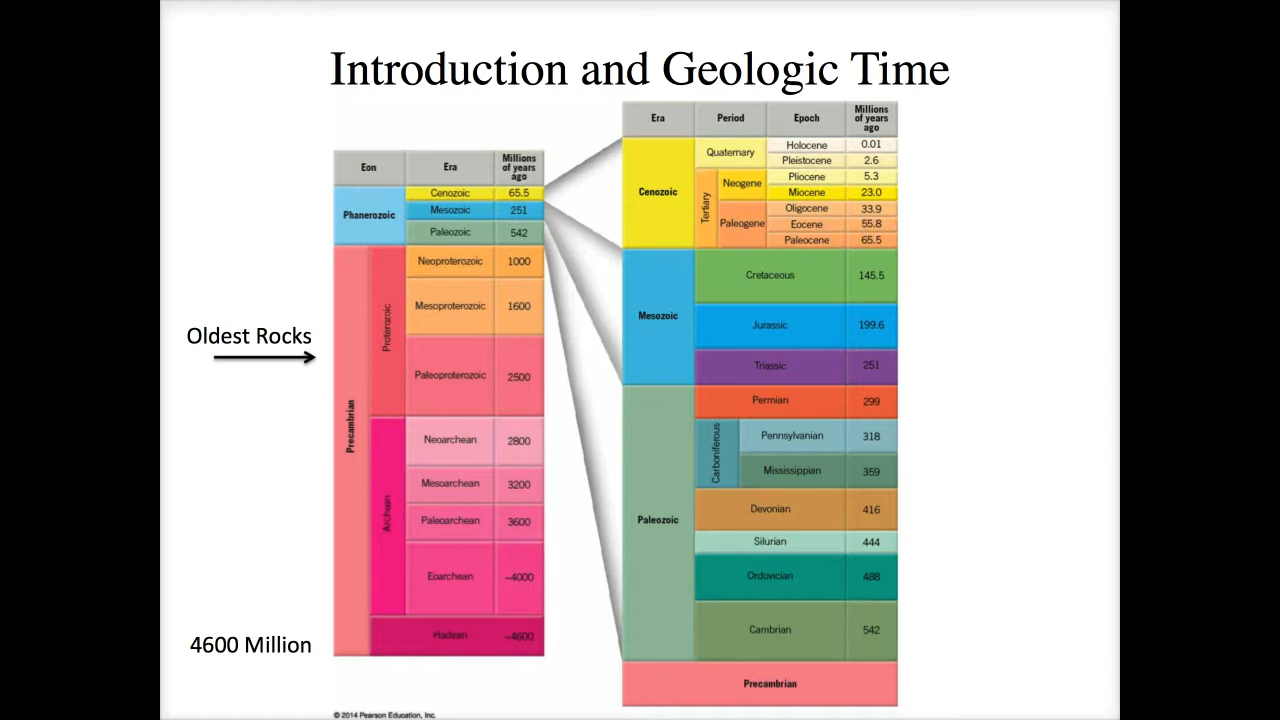 Introduction and Geologic Time
Eon Era Millions of years ago
Phanerozoic
Cenozoic 65.5
Mesozoic 251
Paleozoic 542
Precambrian
Proterozoic
Neoproterozoic 1000
Mesoproterozoic 1600
Paleoproterozoic 2500
Archean
Neoarchean 2800
Mesoarchean 3200
Paleoarchean 3600
Eoarchean ~4000
Hadean ~4600
Oldest Rocks
4600 Million
Era Period Epoch Millions of years ago
Cenozoic
Quaternary
Holocene 0.01
Pleistocene 2.6
Tertiary
Neogene
Pliocene 5.3
Miocene 23.0
Paleogene
Oligocene 33.9
Eocene 55.8
Paleocene 65.5
Mesozoic
Cretaceous 145.5
Jurassic 199.6
Triassic 251
Paleozoic
Permian 299
Carboniferous
Pennsylvanian 318
Mississippian 359
Devonian 416
Silurian 444
Ordovician 488
Cambrian 542
Precambrian
© 2014 Pearson Education, Inc.